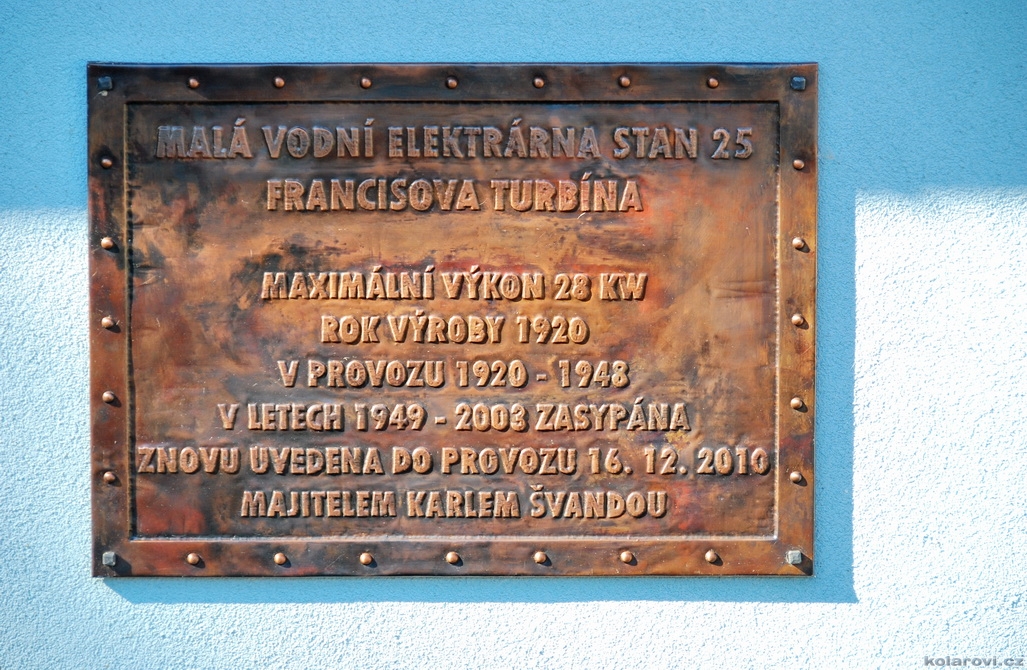 MALÁ VODNÍ ELEKTRÁRNA STAN 25
FRANCISOVA TURBÍNA
MAXIMÁLNÍ VÝKON 28 KW
ROK VÝROBY 1920
V PROVOZU 1920 - 1948
V LETECH 1949 - 2003 ZASYPÁNA
ZNOVU UVEDENA DO PROVOZU 16. 12. 2010
MAJITELEM KARLEM ŠVANDOU
kolarovi.cz